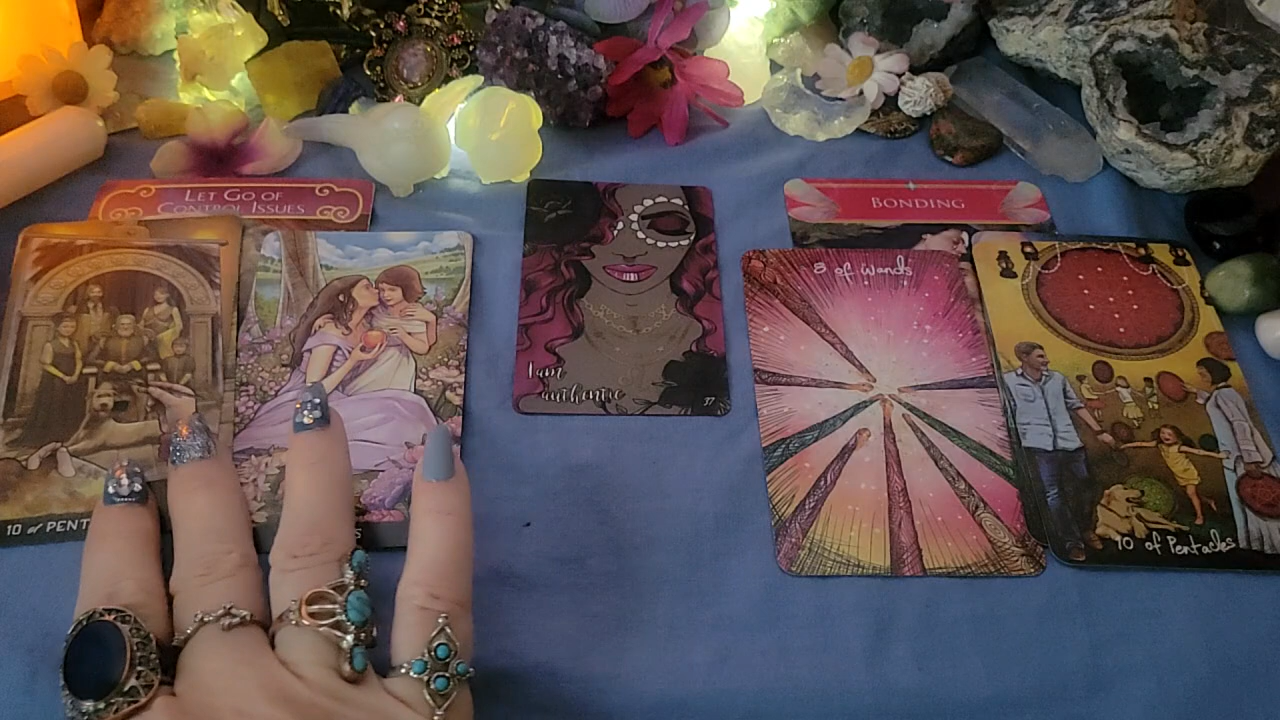 LET GO OF
CONTROL ISSUES
10 of PENT
I am
authentic
37
BONDING
8 of Wands
10 of Pentacles